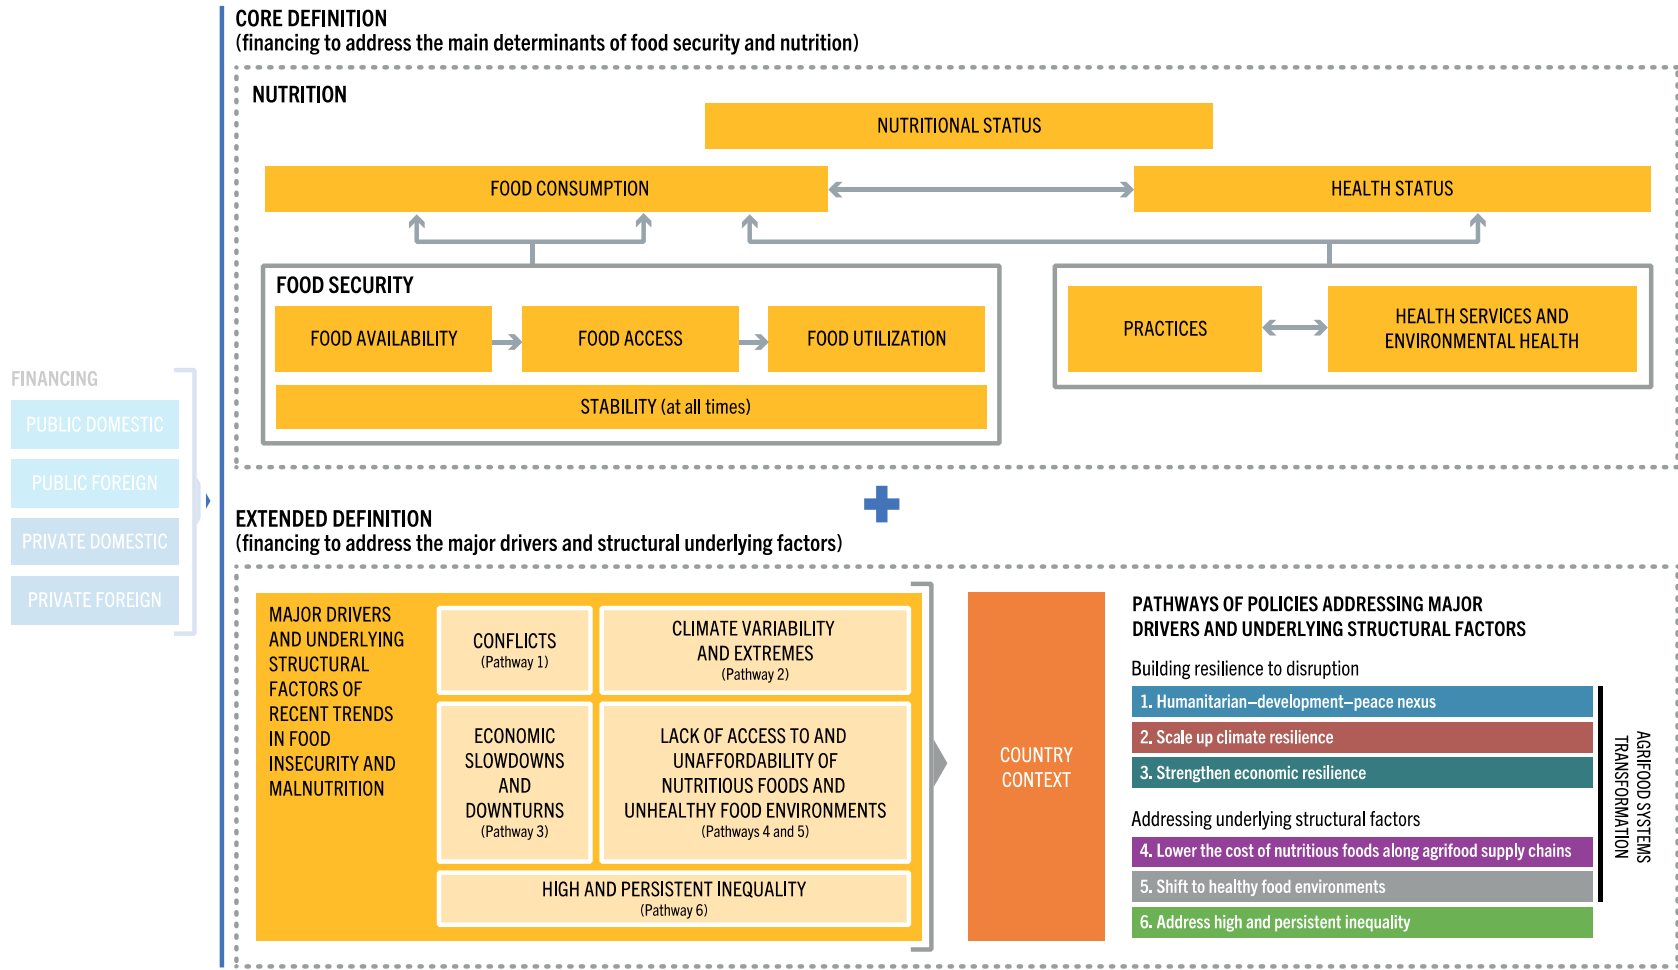 CORE DEFINITION
(financing to address the main determinants of food security and nutrition)
NUTRITION
NUTRITIONAL STATUS
FOOD CONSUMPTION
HEALTH STATUS
FOOD SECURITY
FOOD AVAILABILITY
FOOD ACCESS
FOOD UTILIZATION
STABILITY (at all times)
PRACTICES
HEALTH SERVICES AND
ENVIRONMENTAL HEALTH
FINANCING
PUBLIC DOMESTIC
PUBLIC FOREIGN
PRIVATE DOMESTIC
PRIVATE FOREIGN
EXTENDED DEFINITION
(financing to address the major drivers and structural underlying factors)
MAJOR DRIVERS
AND UNDERLYING
STRUCTURAL
FACTORS OF
RECENT TRENDS
IN FOOD
INSECURITY AND
MALNUTRITION
CONFLICTS
(Pathway 1)
CLIMATE VARIABILITY
AND EXTREMES
(Pathway 2)
ECONOMIC
SLOWDOWNS
AND
DOWNTURNS
(Pathway 3)
LACK OF ACCESS TO AND
UNAFFORDABILITY OF
NUTRITIOUS FOODS AND
UNHEALTHY FOOD ENVIRONMENTS
(Pathways 4 and 5)
HIGH AND PERSISTENT INEQUALITY
(Pathway 6)
COUNTRY
CONTEXT
PATHWAYS OF POLICIES ADDRESSING MAJOR
DRIVERS AND UNDERLYING STRUCTURAL FACTORS
Building resilience to disruption
1. Humanitarian–development–peace nexus
2. Scale up climate resilience
3. Strengthen economic resilience
Addressing underlying structural factors
4. Lower the cost of nutritious foods along agrifood supply chains
5. Shift to healthy food environments
6. Address high and persistent inequality
AGRIFOOD SYSTEMS
TRANSFORMATION